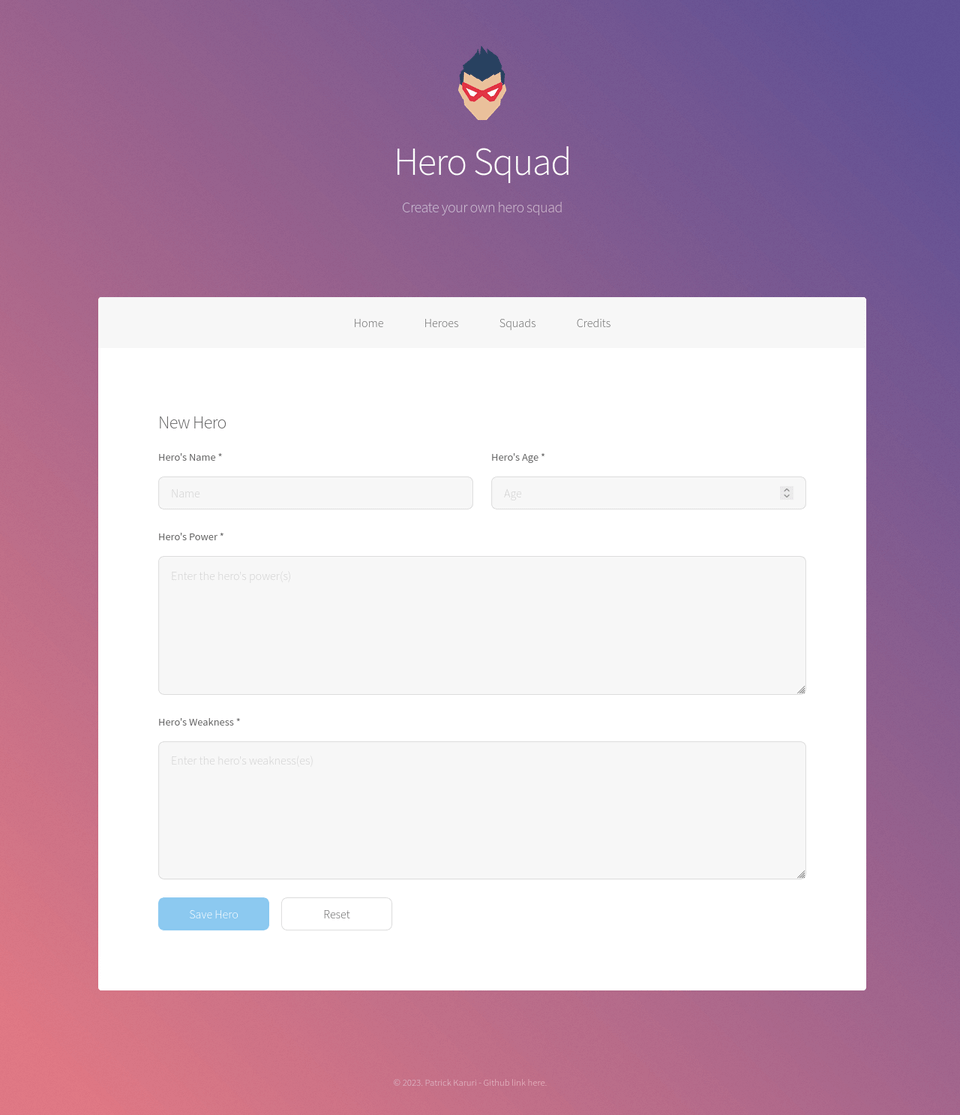 Hero Squad
Create your own hero squad
Home Heroes Squads Credits
New Hero
Hero's Name * Hero's Age *
Name Age
Hero's Power *
Enter the hero's power(s)
Hero's Weakness *
Enter the hero's weakness(es)
Save Hero Reset
© 2023. Patrick Karuri - Github link here.